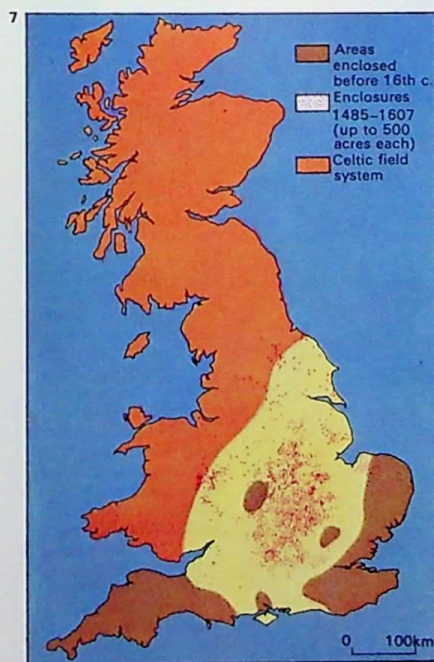 7
Areas
enclosed
before 16th c.
Enclosures
1485–1607
(up to 500
acres each)
Celtic field
system
0 100km